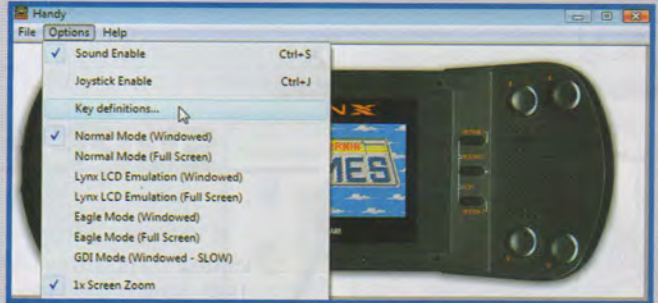 Handy
File Options Help
Sound Enable Ctrl+S
Joystick Enable Ctrl+J
Key definitions...
Normal Mode (Windowed)
Normal Mode (Full Screen)
Lynx LCD Emulation (Windowed)
Lynx LCD Emulation (Full Screen)
Eagle Mode (Windowed)
Eagle Mode (Full Screen)
GDI Mode (Windowed - SLOW)
1x Screen Zoom